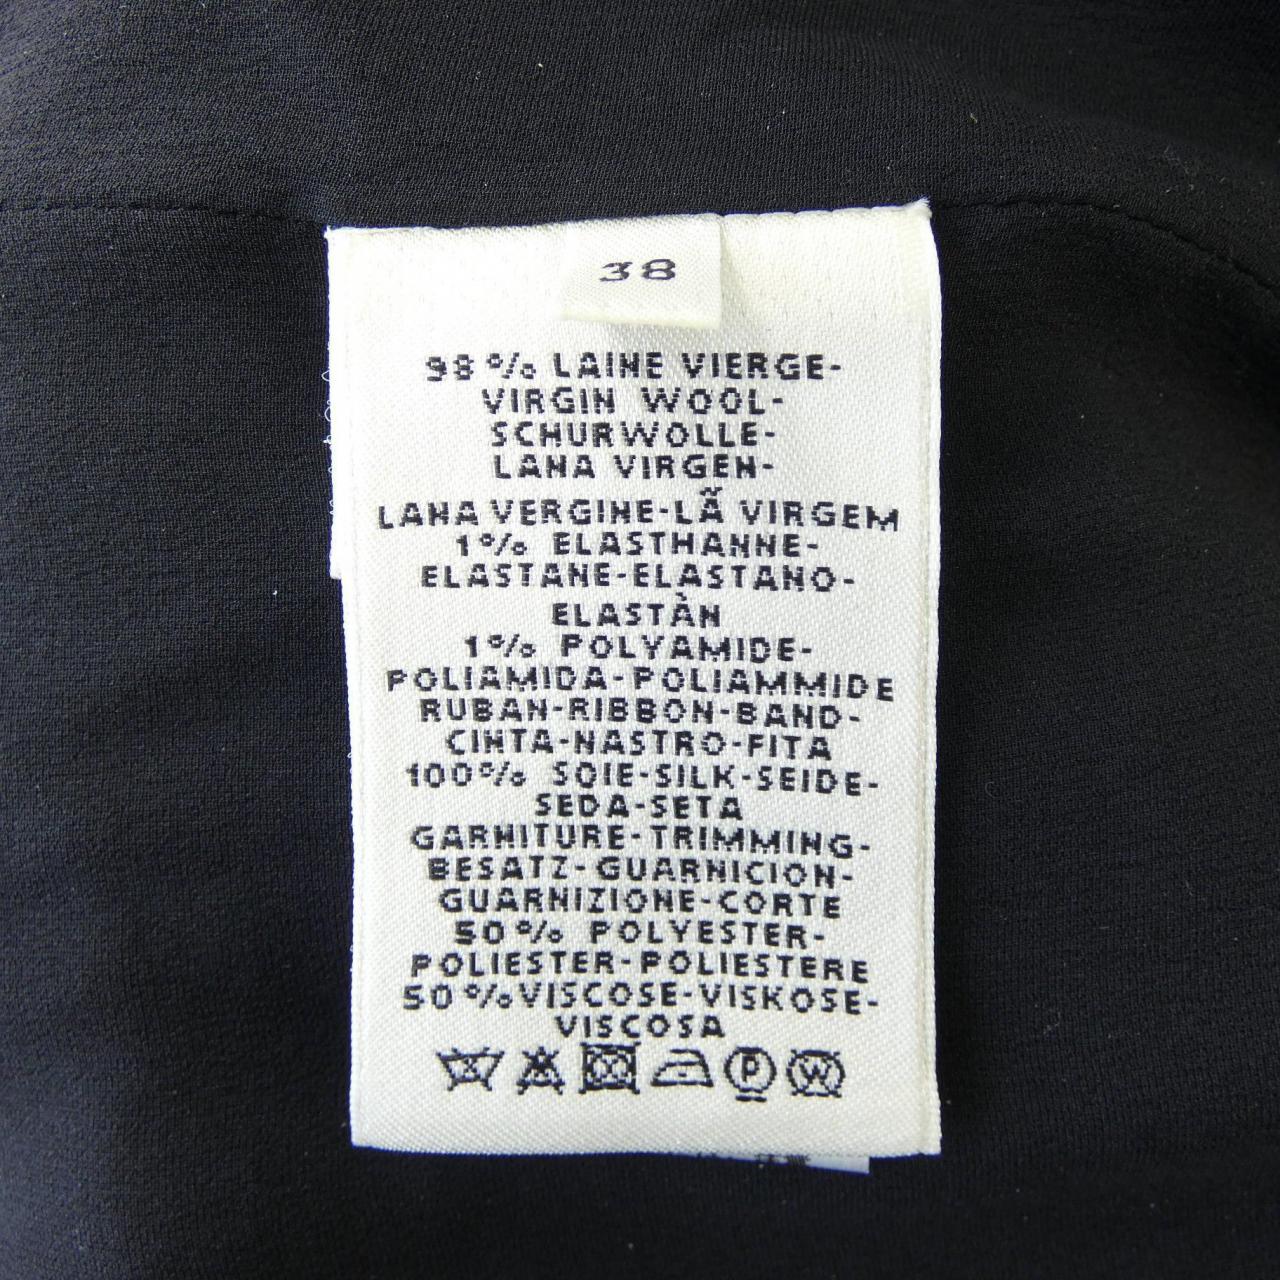 38
98% LAINE VIERGE-
VIRGIN WOOL-
SCHURWOLLE-
LANA VIRGEN-
LANA VERGINE-LÃ VIRGEM
1% ELASTHANNE-
ELASTANE-ELASTANO-
ELASTÀN
1% POLYAMIDE-
POLIAMIDA-POLIAMMIDE
RUBAN-RIBBON-BAND-
CINTA-NASTRO-FITA
100% SOIE-SILK-SEIDE-
SEDA-SETA
GARNITURE-TRIMMING-
BESATZ-GUARNICION-
GUARNIZIONE-CORTE
50% POLYESTER-
POLIESTER-POLIESTERE
50% VISCOSE-VISKOSE-
VISCOSA
P W